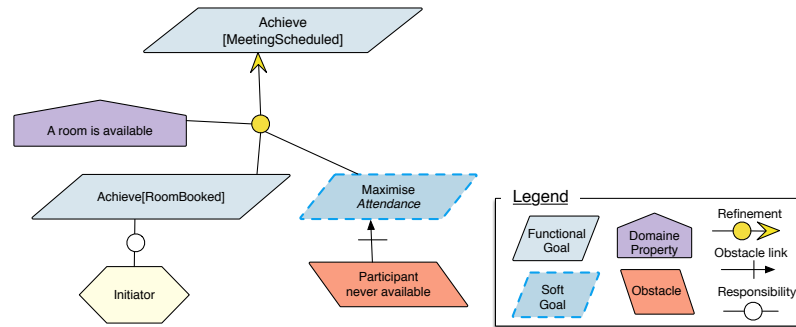 Achieve
[MeetingScheduled]
A room is available
Achieve[RoomBooked]
Maximise
Attendance
Initiator
Participant
never available
Legend
Functional
Goal
Domaine
Property
Refinement
Obstacle link
Soft
Goal
Obstacle
Responsibility